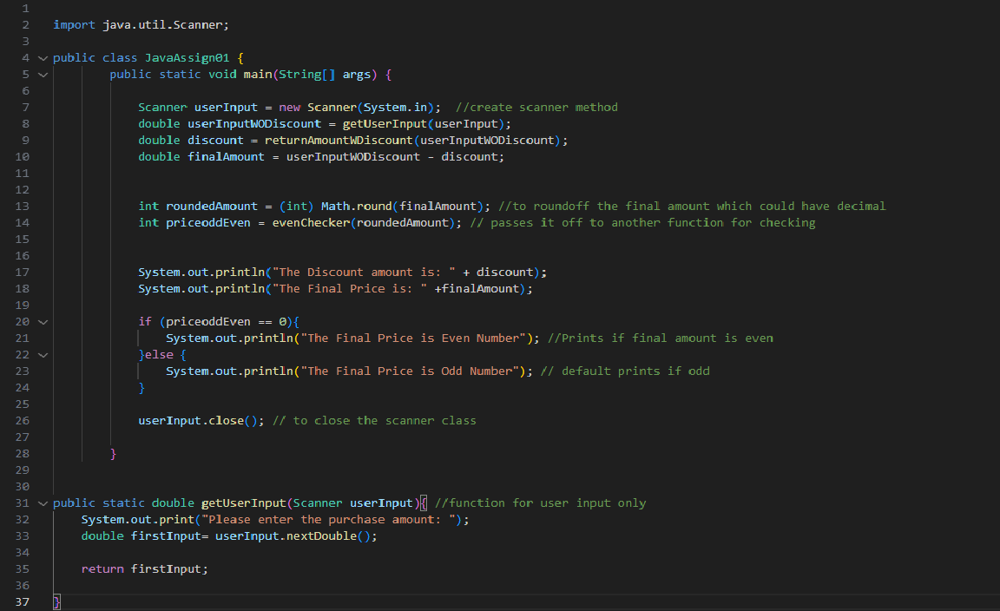 1
2 import java.util.Scanner;
3
4 public class JavaAssign01 {
5 public static void main(String[] args) {
6
7 Scanner userInput = new Scanner(System.in);  //create scanner method
8 double userInputWODiscount = getUserInput(userInput);
9 double discount = returnAmountWDiscount(userInputWODiscount);
10 double finalAmount = userInputWODiscount - discount;
11
12
13 int roundedAmount = (int) Math.round(finalAmount); //to roundoff the final amount which could have decimal
14 int priceoddEven = evenChecker(roundedAmount); // passes it off to another function for checking
15
16
17 System.out.println("The Discount amount is: " + discount);
18 System.out.println("The Final Price is: " +finalAmount);
19
20 if (priceoddEven == 0){
21 System.out.println("The Final Price is Even Number"); //Prints if final amount is even
22 }else {
23 System.out.println("The Final Price is Odd Number"); // default prints if odd
24 }
25
26 userInput.close(); // to close the scanner class
27
28 }
29
30
31 public static double getUserInput(Scanner userInput){ //function for user input only
32 System.out.print("Please enter the purchase amount: ");
33 double firstInput= userInput.nextDouble();
34
35 return firstInput;
36
37 }